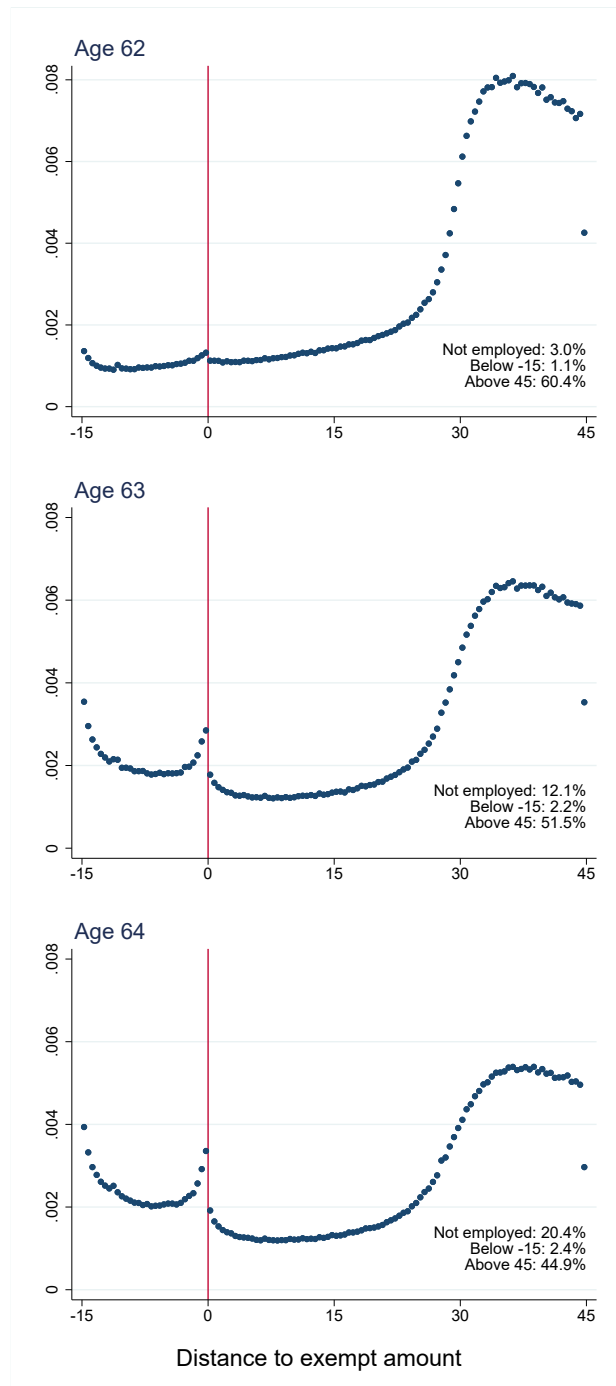 Age 62
.008
.006
.004
.002
0
Not employed: 3.0%
Below -15: 1.1%
Above 45: 60.4%
-15 0 15 30 45
Age 63
.008
.006
.004
.002
0
Not employed: 12.1%
Below -15: 2.2%
Above 45: 51.5%
-15 0 15 30 45
Age 64
.008
.006
.004
.002
0
Not employed: 20.4%
Below -15: 2.4%
Above 45: 44.9%
-15 0 15 30 45
Distance to exempt amount